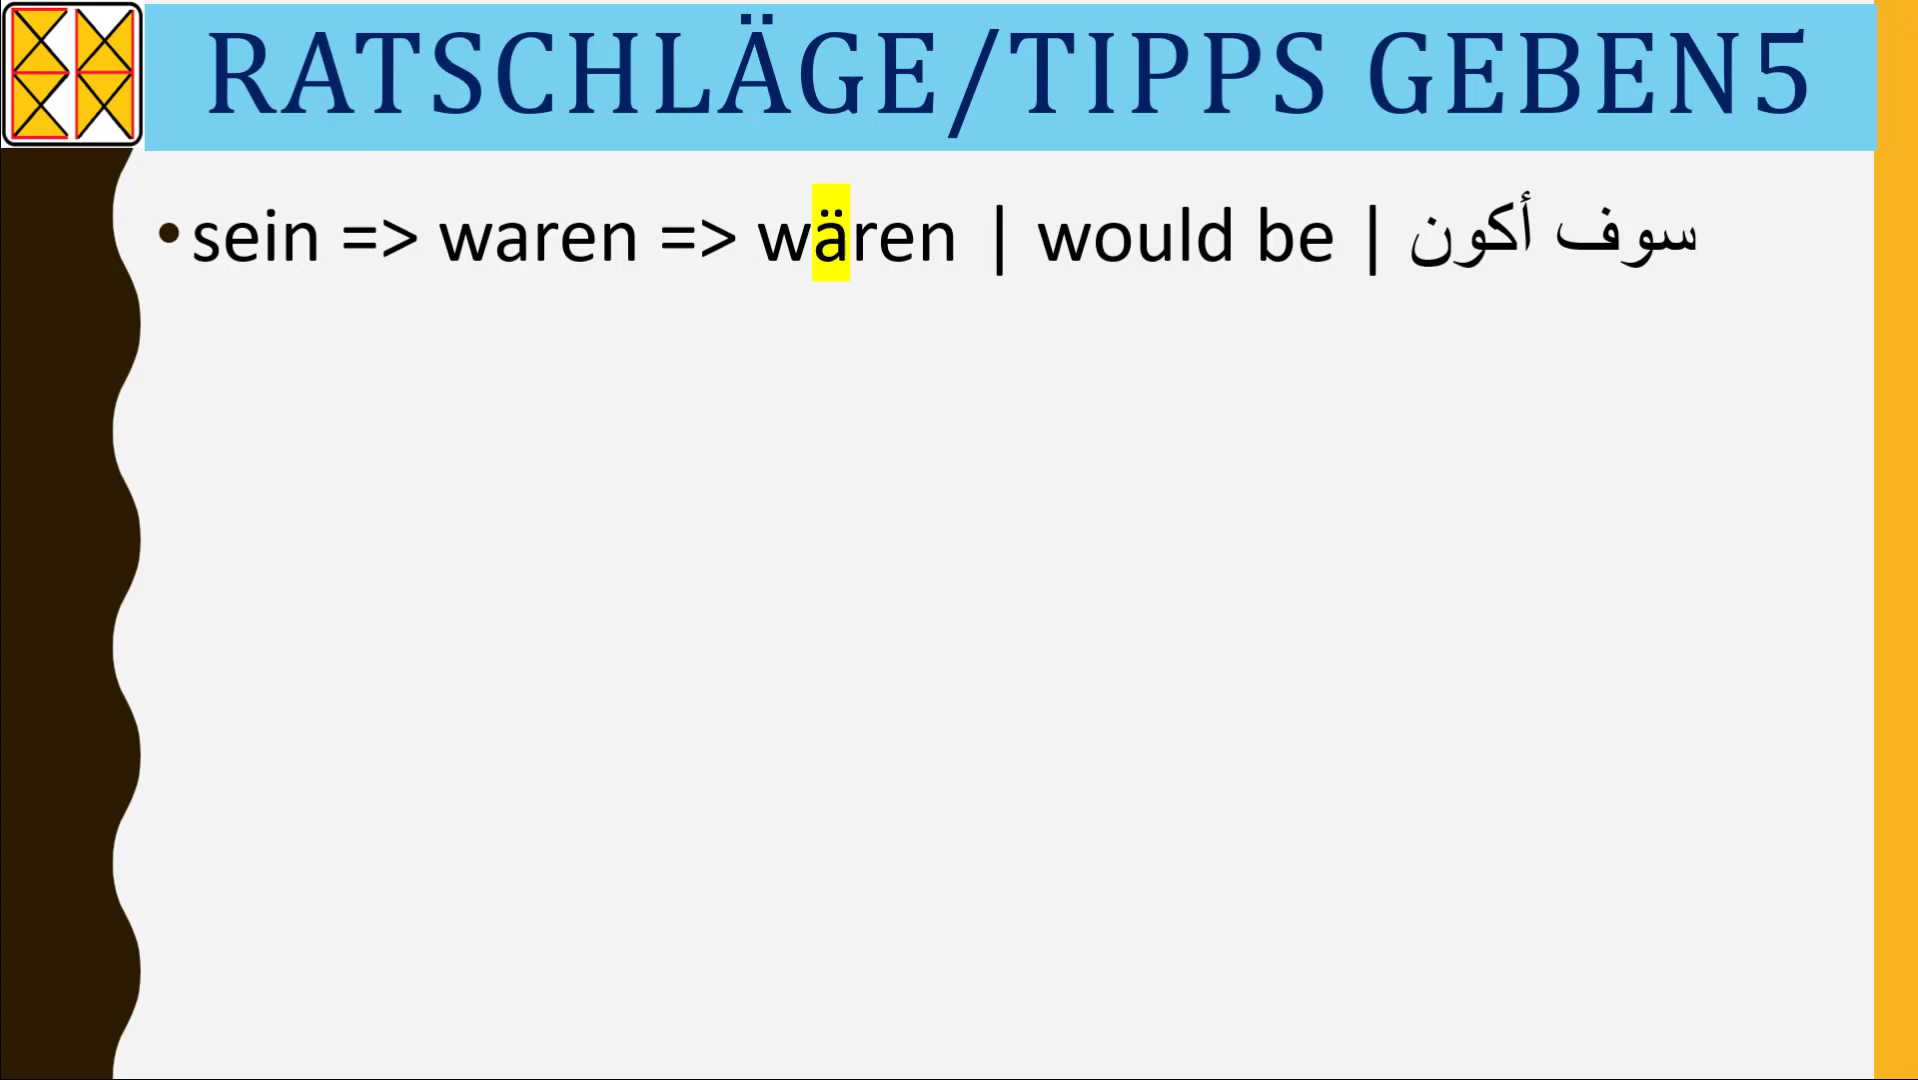 RATSCHLÄGE/TIPPS GEBEN5
• sein => waren => wären | would be | سوف أكون